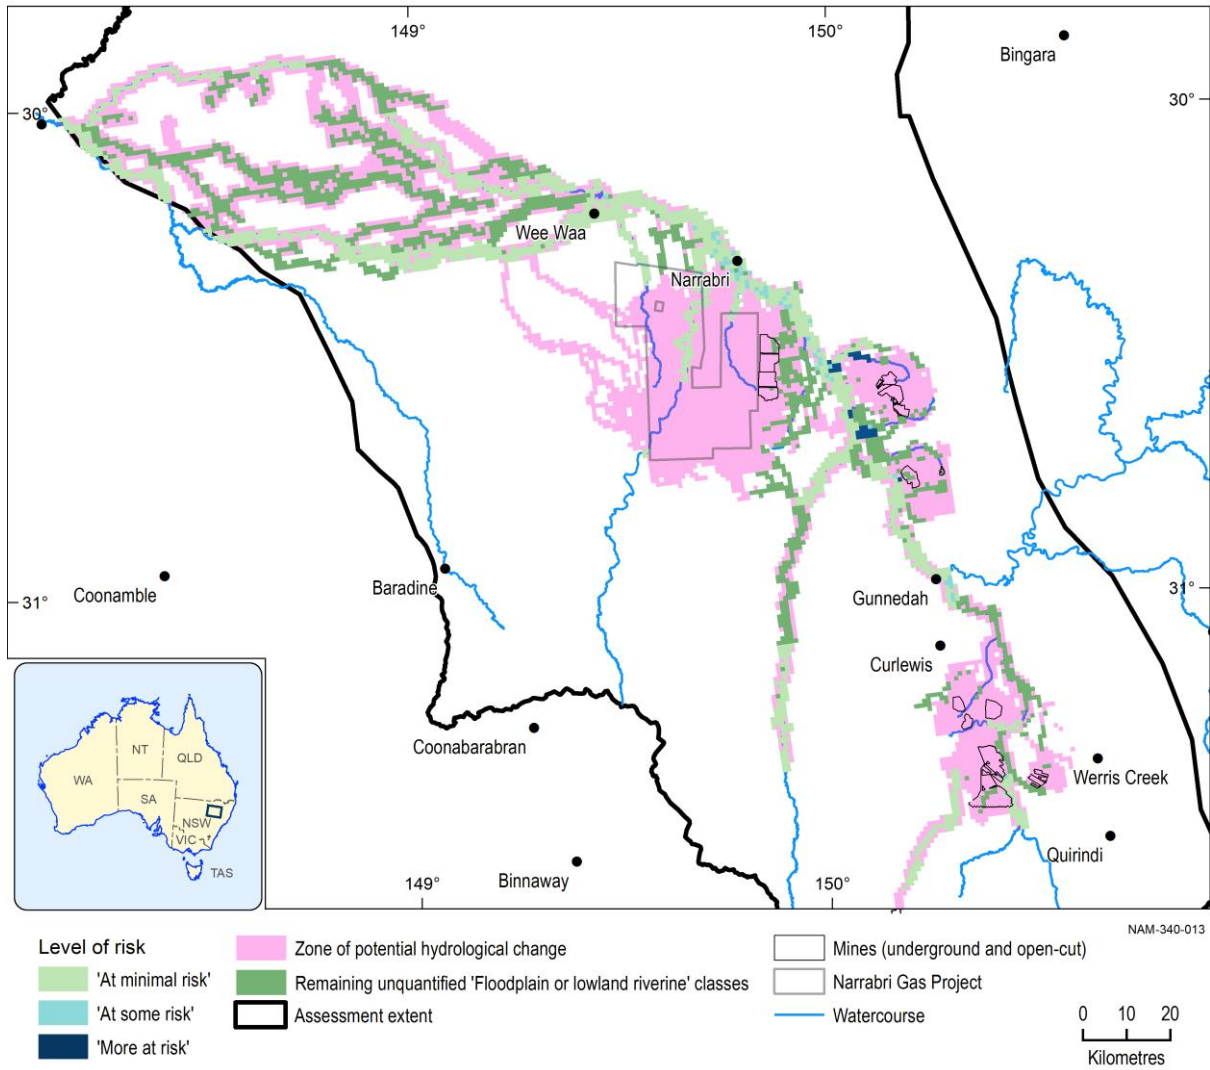 149°
150°
Bingara
30°
30°
Wee Waa
Narrabri
31°
31°
Coonamble
Baradine
Gunnedah
Curlewis
Coonabarabran
Werris Creek
Quirindi
Binnaway
149°
150°
NT
QLD
WA
SA
NSW
VIC
TAS
NAM-340-013
Level of risk
'At minimal risk'
'At some risk'
'More at risk'
Zone of potential hydrological change
Remaining unquantified 'Floodplain or lowland riverine' classes
Assessment extent
Mines (underground and open-cut)
Narrabri Gas Project
Watercourse
0 10 20
Kilometres